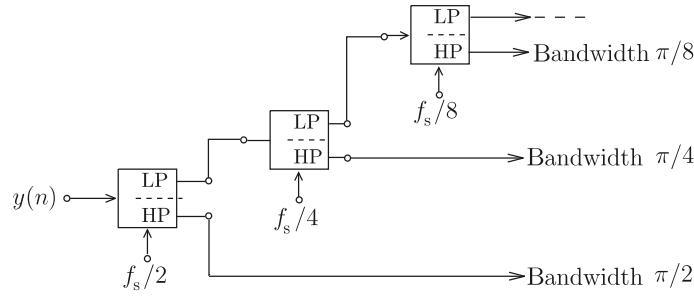 LP
HP
Bandwidth π/8
f_s/8
LP
HP
Bandwidth π/4
f_s/4
y(n)
LP
HP
f_s/2
Bandwidth π/2